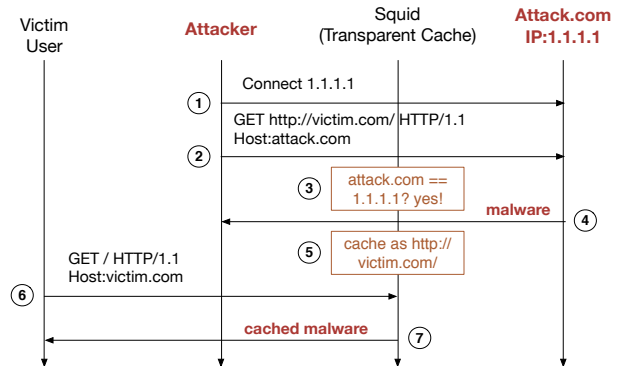 Victim
User
Attacker
Squid
(Transparent Cache)
Attack.com
IP:1.1.1.1
Connect 1.1.1.1
1
GET http://victim.com/ HTTP/1.1
Host:attack.com
2
3
attack.com ==
1.1.1.1? yes!
malware
4
5
cache as http://
victim.com/
GET / HTTP/1.1
Host:victim.com
6
cached malware
7